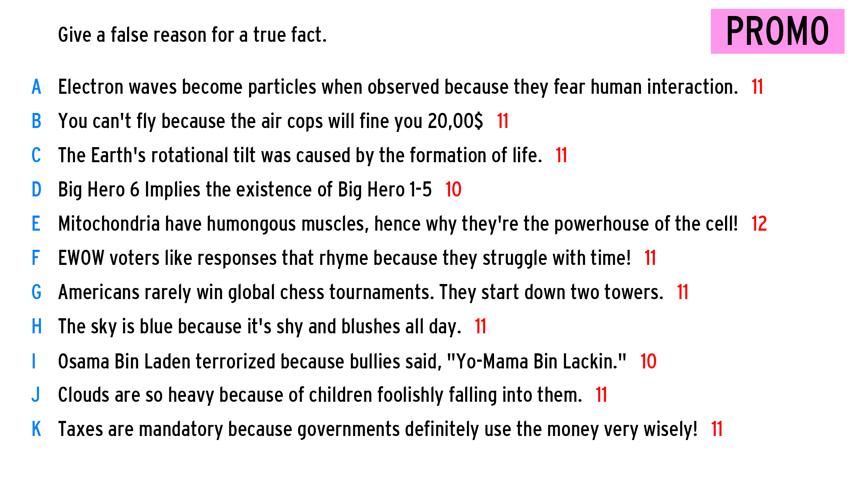 Give a false reason for a true fact.
PROMO
A Electron waves become particles when observed because they fear human interaction. 11
B You can't fly because the air cops will fine you 20,00$ 11
C The Earth's rotational tilt was caused by the formation of life. 11
D Big Hero 6 Implies the existence of Big Hero 1-5 10
E Mitochondria have humongous muscles, hence why they're the powerhouse of the cell! 12
F EWOW voters like responses that rhyme because they struggle with time! 11
G Americans rarely win global chess tournaments. They start down two towers. 11
H The sky is blue because it's shy and blushes all day. 11
I Osama Bin Laden terrorized because bullies said, "Yo-Mama Bin Lackin." 10
J Clouds are so heavy because of children foolishly falling into them. 11
K Taxes are mandatory because governments definitely use the money very wisely! 11